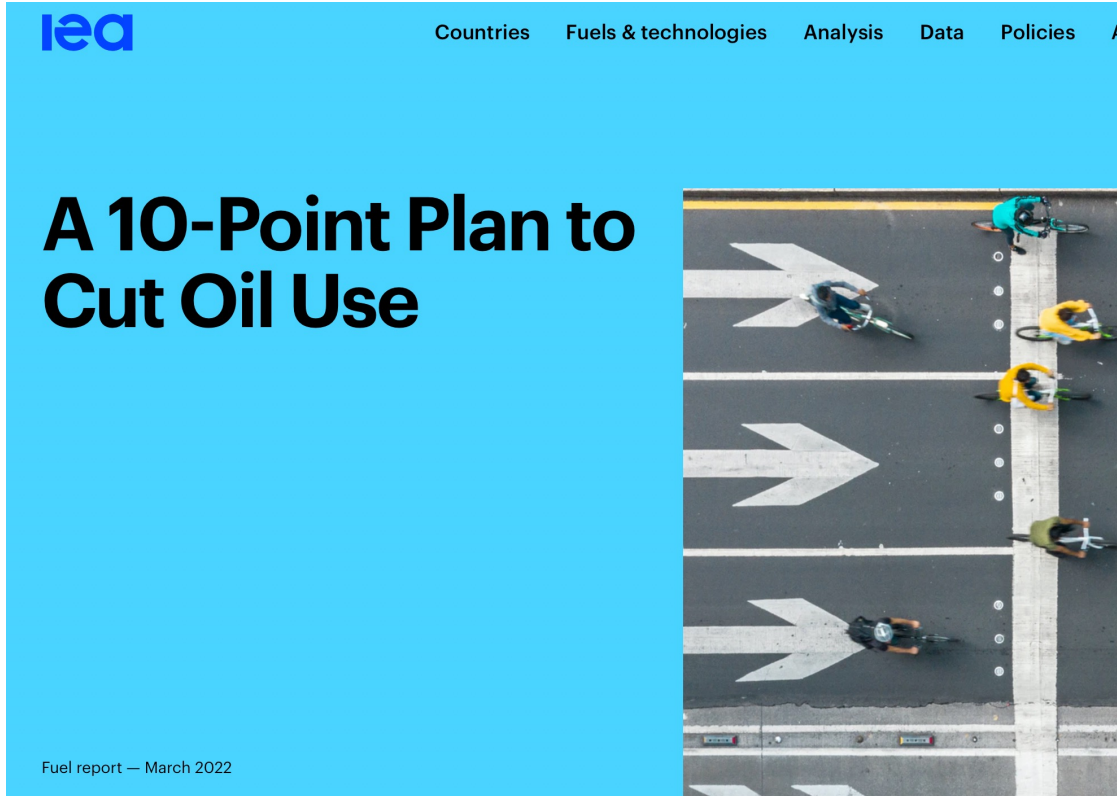 iea
Countries Fuels & technologies Analysis Data Policies
A 10-Point Plan to
Cut Oil Use
Fuel report — March 2022